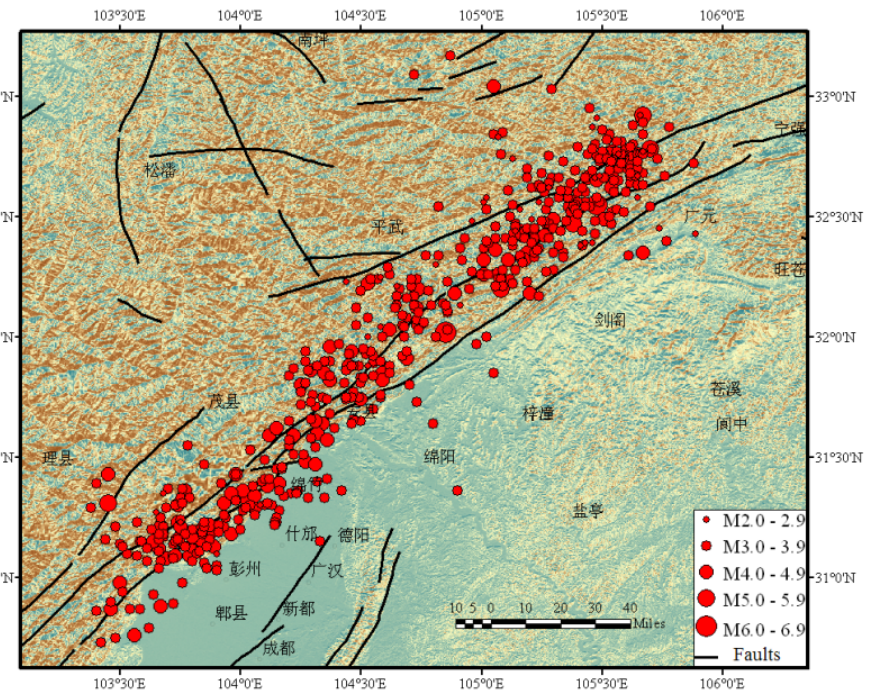 103°30'E 104°0'E 104°30'E 105°0'E 105°30'E 106°0'E
南坪
'N 33°0'N
宁强
松潘
'N 32°30'N
平武
广元
旺苍
'N 32°0'N
剑阁
苍溪
茂县
安县 梓潼
阆中
理县 绵阳
'N 31°30'N
绵竹
盐亭
什邡 德阳
彭州 广汉
'N 31°0'N
郫县 新都
成都
10 5 0 10 20 30 40
Miles
M2.0 - 2.9
M3.0 - 3.9
M4.0 - 4.9
M5.0 - 5.9
M6.0 - 6.9
Faults
103°30'E 104°0'E 104°30'E 105°0'E 105°30'E 106°0'E